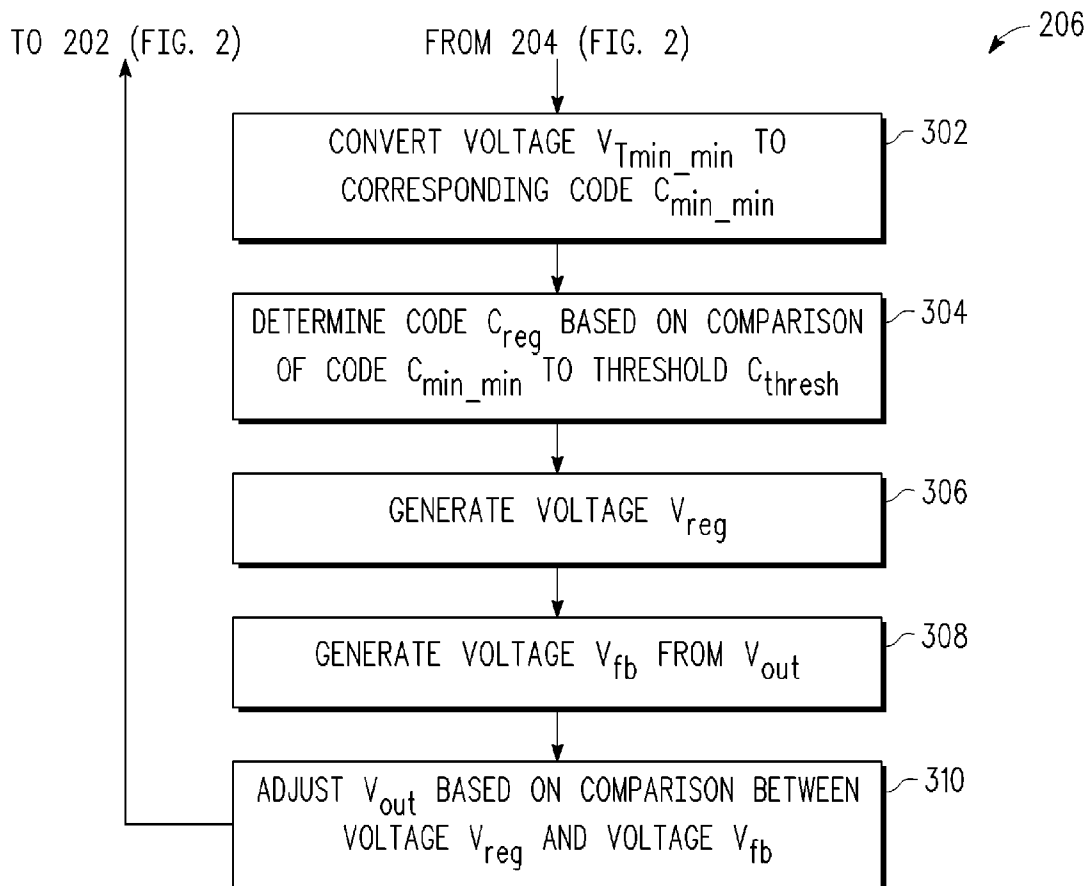 TO 202 (FIG. 2)
FROM 204 (FIG. 2)
206
CONVERT VOLTAGE V_Tmin_min TO
CORRESPONDING CODE C_min_min
302
DETERMINE CODE C_reg BASED ON COMPARISON
OF CODE C_min_min TO THRESHOLD C_thresh
304
GENERATE VOLTAGE V_reg
306
GENERATE VOLTAGE V_fb FROM V_out
308
ADJUST V_out BASED ON COMPARISON BETWEEN
VOLTAGE V_reg AND VOLTAGE V_fb
310